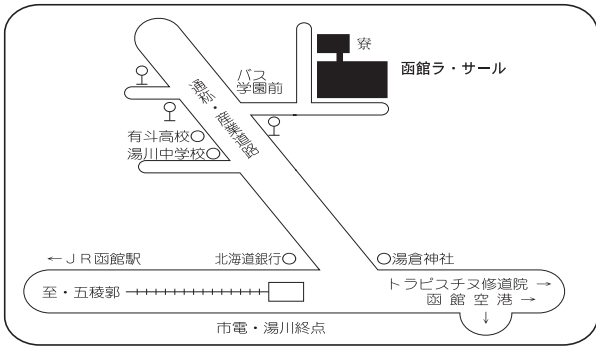 寮
函館ラ・サール
バス
学園前
通称・産業道路
有斗高校○
湯川中学校○
←JR函館駅
北海道銀行○
○湯倉神社
至・五稜郭
トラピスチヌ修道院 →
函館空港 →
↓
市電・湯川終点